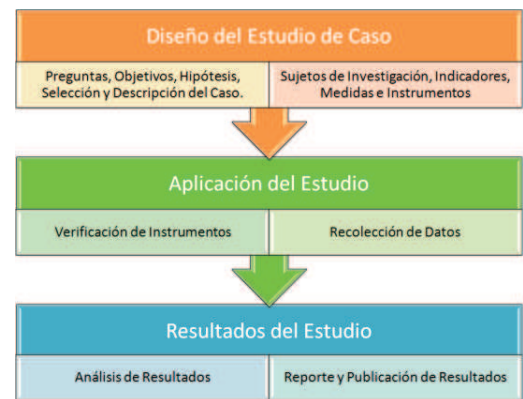 Diseño del Estudio de Caso
Preguntas, Objetivos, Hipótesis,
Selección y Descripción del Caso.
Sujetos de Investigación, Indicadores,
Medidas e Instrumentos
Aplicación del Estudio
Verificación de Instrumentos
Recolección de Datos
Resultados del Estudio
Análisis de Resultados
Reporte y Publicación de Resultados